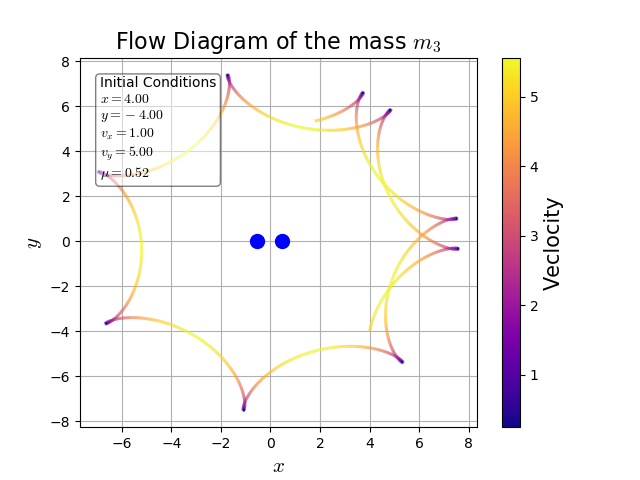 Flow Diagram of the mass $m_3$
Initial Conditions
x = 4.00
y = − 4.00
v_x = 1.00
v_y = 5.00
μ = 0.52
8
6
4
2
0
−2
−4
−6
−8
y
−6 −4 −2 0 2 4 6 8
x
5
4
3
2
1
Veclocity